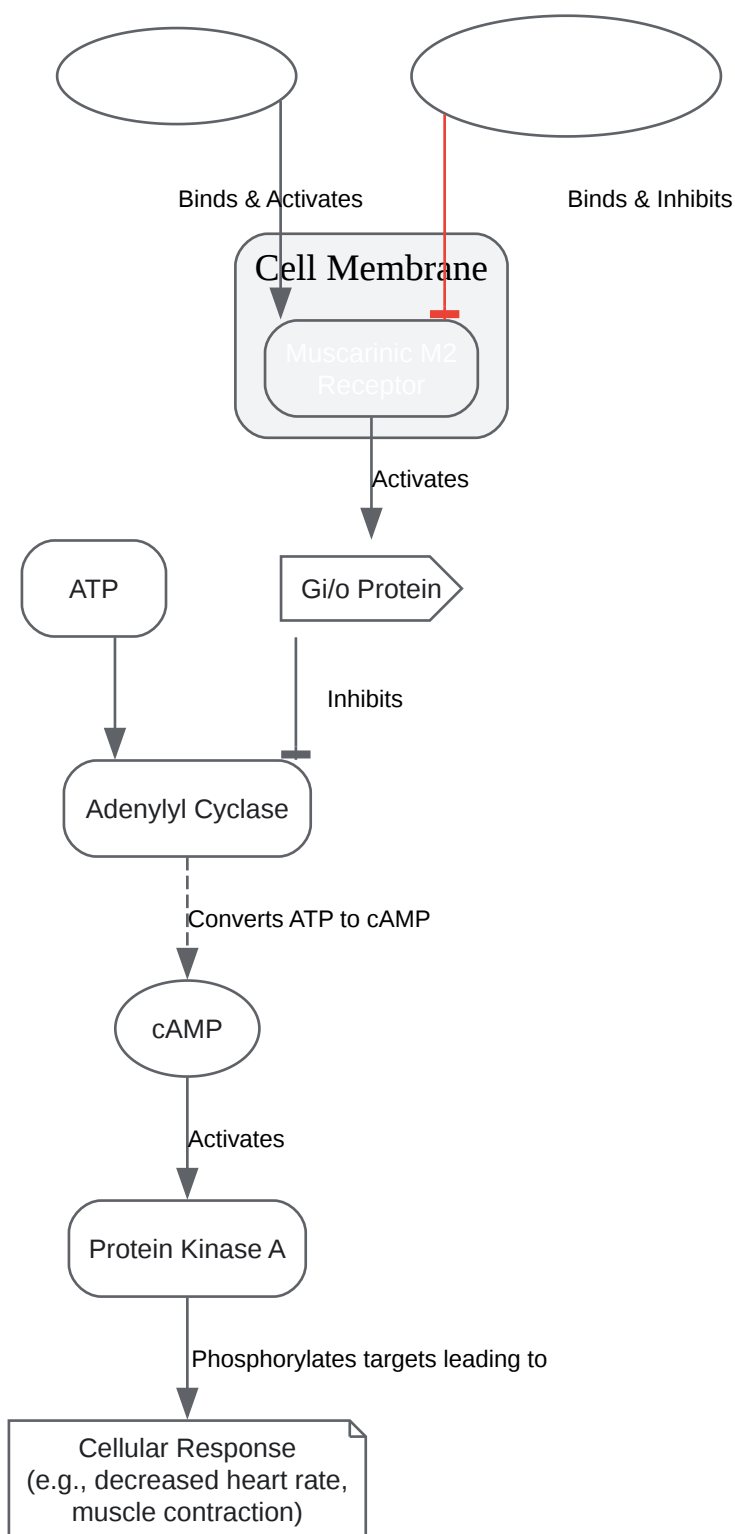 Binds & Activates
Binds & Inhibits
Cell Membrane
Muscarinic M2
Receptor
Activates
ATP
Gi/o Protein
Inhibits
Adenylyl Cyclase
Converts ATP to cAMP
cAMP
Activates
Protein Kinase A
Phosphorylates targets leading to
Cellular Response
(e.g., decreased heart rate,
muscle contraction)